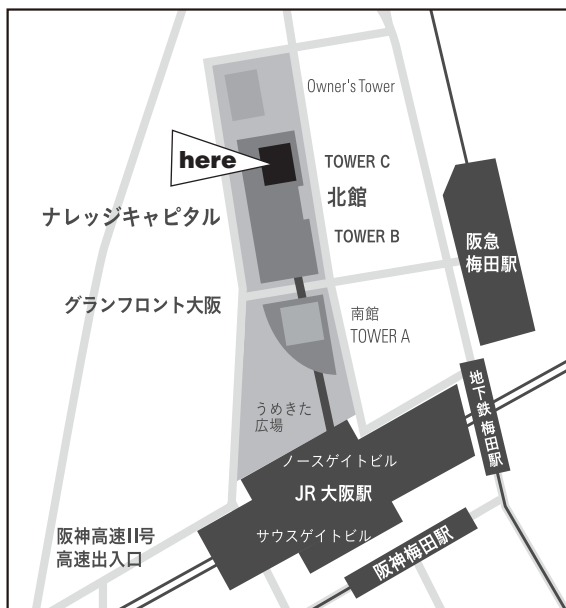 Owner's Tower
here
TOWER C
北館
ナレッジキャピタル
TOWER B
阪急
梅田駅
グランフロント大阪
南館
TOWER A
地下鉄 梅田駅
うめきた
広場
ノースゲイトビル
JR 大阪駅
サウスゲイトビル
阪神高速11号
高速出入口
阪神梅田駅